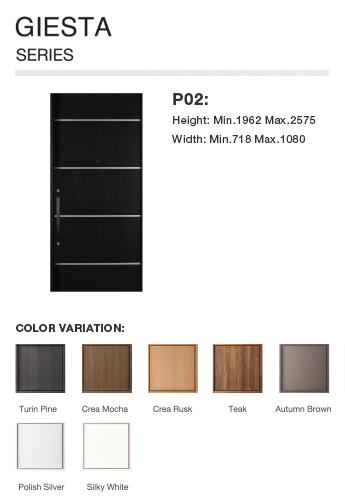 GIESTA
SERIES
P02:
Height: Min.1962 Max.2575
Width: Min.718 Max.1080
COLOR VARIATION:
Turin Pine
Crea Mocha
Crea Rusk
Teak
Autumn Brown
Polish Silver
Silky White